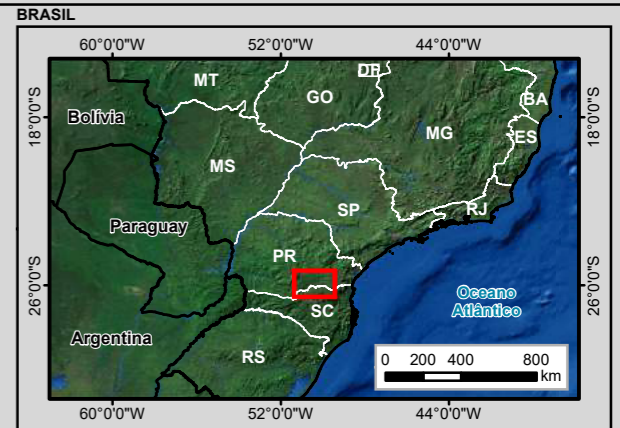 BRASIL
60°0'0"W 52°0'0"W 44°0'0"W
18°0'0"S
26°0'0"S
MT
DF
GO
BA
Bolívia
ES
MG
MS
SP
RJ
Paraguay
PR
SC
Oceano
Atlântico
Argentina
RS
0 200 400 800
km
18°0'0"S
26°0'0"S
60°0'0"W 52°0'0"W 44°0'0"W